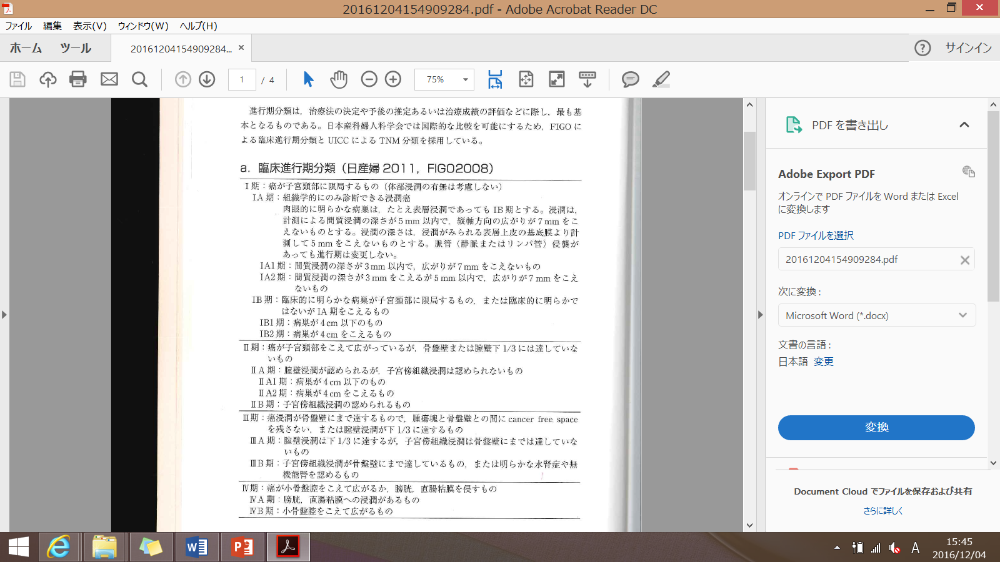 20161204154909284.pdf - Adobe Acrobat Reader DC
ファイル 編集 表示(V) ウィンドウ(W) ヘルプ(H)
ホーム ツール 20161204154909284... × ? サインイン
1 / 4 75%
進行期分類は，治療法の決定や予後の推定あるいは治療成績の評価などに際し，最も基
本となるものである。日本産科婦人科学会では国際的な比較を可能にするため，FIGO に
よる臨床進行期分類と UICC による TNM 分類を採用している。
a. 臨床進行期分類（日産婦 2011，FIGO2008）
Ⅰ期：癌が子宮頸部に限局するもの（体部浸潤の有無は考慮しない）
ⅠA 期：組織学的にのみ診断できる浸潤癌
肉眼的に明らかな病巣は，たとえ表層浸潤であってもⅠB 期とする。浸潤は，
計測による間質浸潤の深さが 5 mm 以内で，縦軸方向の広がりが 7 mm をこ
えないものとする。浸潤の深さは，浸潤がみられる表層上皮の基底膜より計
測して 5 mm をこえないものとする。脈管（静脈またはリンパ管）侵襲が
あっても進行期は変更しない。
ⅠA1 期：間質浸潤の深さが 3 mm 以内で，広がりが 7 mm をこえないもの
ⅠA2 期：間質浸潤の深さが 3 mm をこえるが 5 mm 以内で，広がりが 7 mm をこえ
ないもの
ⅠB 期：臨床的に明らかな病巣が子宮頸部に限局するもの，または臨床的に明らかで
はないがⅠA 期をこえるもの
ⅠB1 期：病巣が 4 cm 以下のもの
ⅠB2 期：病巣が 4 cm をこえるもの
Ⅱ期：癌が子宮頸部をこえて広がっているが，骨盤壁または腟壁下 1/3 には達していな
いもの
ⅡA 期：腟壁浸潤が認められるが，子宮傍組織浸潤は認められないもの
ⅡA1 期：病巣が 4 cm 以下のもの
ⅡA2 期：病巣が 4 cm をこえるもの
ⅡB 期：子宮傍組織浸潤の認められるもの
Ⅲ期：癌浸潤が骨盤壁にまで達するもので，腫瘍塊と骨盤壁との間に cancer free space
を残さない，または腟壁浸潤が下 1/3 に達するもの
ⅢA 期：腟壁浸潤は下 1/3 に達するが，子宮傍組織浸潤は骨盤壁にまでは達していな
いもの
ⅢB 期：子宮傍組織浸潤が骨盤壁にまで達しているもの，または明らかな水腎症や無
機能腎を認めるもの
Ⅳ期：癌が小骨盤腔をこえて広がるか，膀胱，直腸粘膜を侵すもの
ⅣA 期：膀胱，直腸粘膜への浸潤があるもの
ⅣB 期：小骨盤腔をこえて広がるもの
PDF を書き出し
Adobe Export PDF
オンラインで PDF ファイルを Word または Excel
に変換します
PDF ファイルを選択
20161204154909284.pdf
次に変換 :
Microsoft Word (*.docx)
文書の言語 :
日本語 変更
変換
Document Cloud でファイルを保存および共有
さらに詳しく
A
15:45
2016/12/04